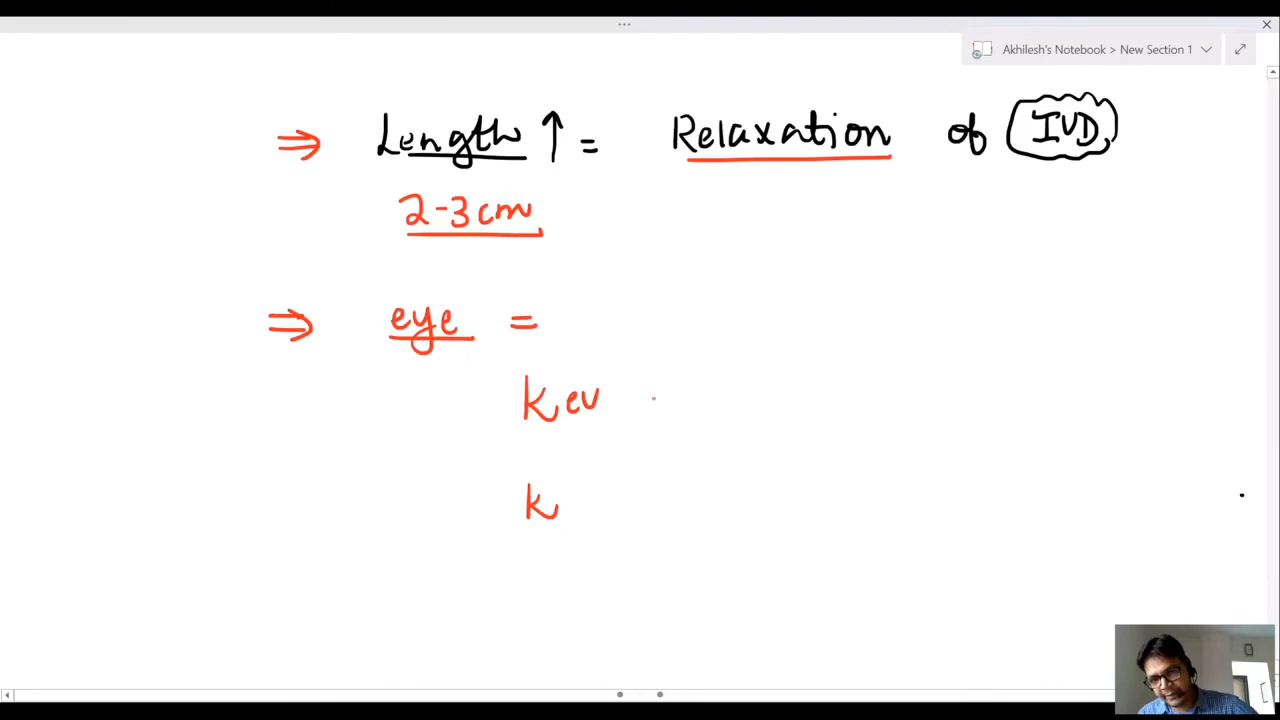 Akhilesh's Notebook > New Section 1
⇒ Length ↑ = Relaxation of IVD
2-3 cm
⇒ eye =
Kev
K